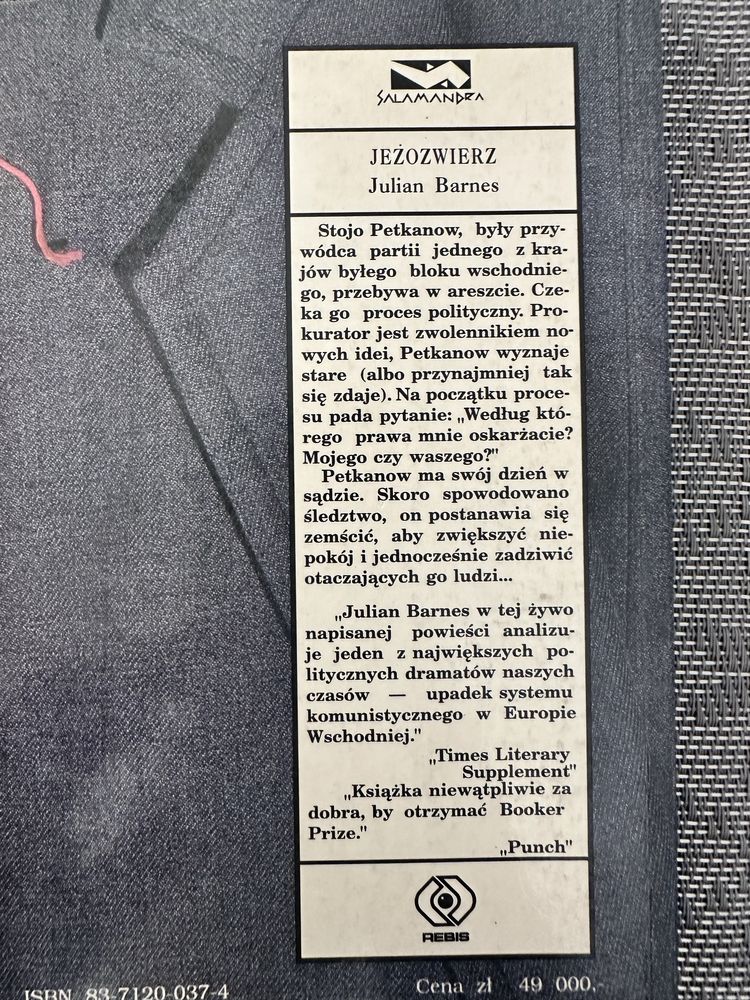 SALAMANDRA
JEŻOZWIERZ
Julian Barnes
Stojo Petkanow, były przy-
wódca partii jednego z kra-
jów byłego bloku wschodnie-
go, przebywa w areszcie. Cze-
ka go proces polityczny. Pro-
kurator jest zwolennikiem no-
wych idei, Petkanow wyznaje
stare (albo przynajmniej tak
się zdaje). Na początku proce-
su pada pytanie: „Według któ-
rego prawa mnie oskarżacie?
Mojego czy waszego?"
Petkanow ma swój dzień w
sądzie. Skoro spowodowano
śledztwo, on postanawia się
zemścić, aby zwiększyć nie-
pokój i jednocześnie zadziwić
otaczających go ludzi...
„Julian Barnes w tej żywo
napisanej powieści analizu-
je jeden z największych po-
litycznych dramatów naszych
czasów — upadek systemu
komunistycznego w Europie
Wschodniej."
„Times Literary
Supplement"
„Książka niewątpliwie za
dobra, by otrzymać Booker
Prize."
„Punch"
REBIS
ISBN 83-7120-037-4
Cena zł 49 000,-